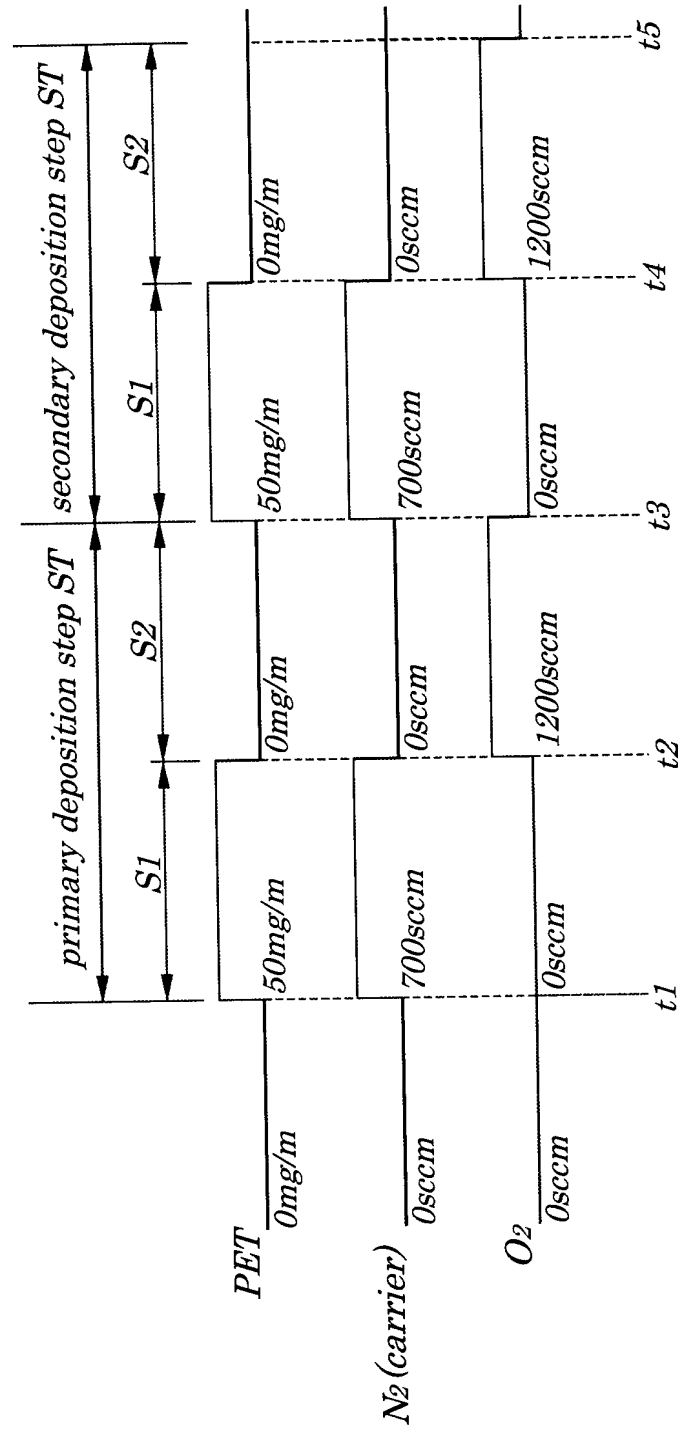 primary deposition step ST
secondary deposition step ST
S1
S2
S1
S2
PET
0mg/m
50mg/m
0mg/m
50mg/m
0mg/m
N2 (carrier)
0sccm
700sccm
0sccm
700sccm
0sccm
O2
0sccm
0sccm
1200sccm
0sccm
1200sccm
t1
t2
t3
t4
t5